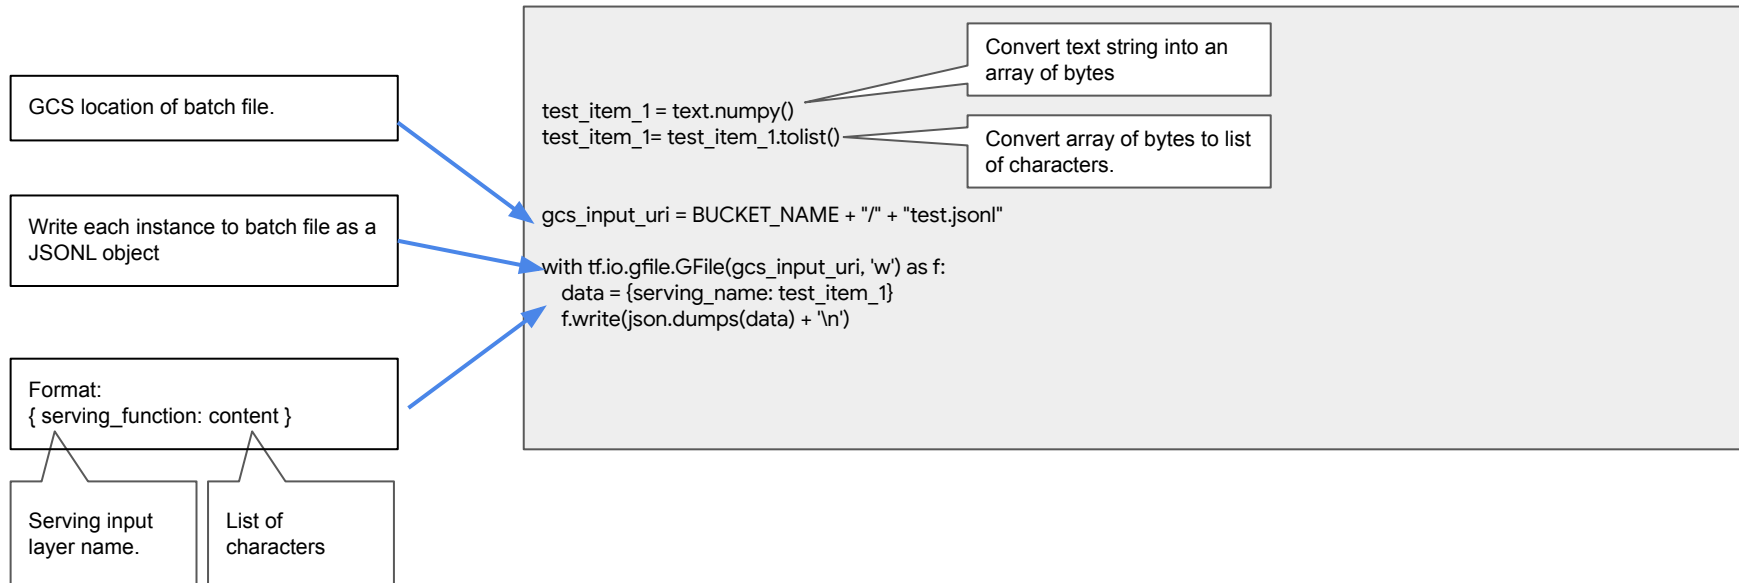 GCS location of batch file.
Write each instance to batch file as a
JSONL object
Format:
{ serving_function: content }
Serving input
layer name.
List of
characters
Convert text string into an
array of bytes
test_item_1 = text.numpy()
test_item_1= test_item_1.tolist()
Convert array of bytes to list
of characters.
gcs_input_uri = BUCKET_NAME + "/" + "test.jsonl"
with tf.io.gfile.GFile(gcs_input_uri, 'w') as f:
data = {serving_name: test_item_1}
f.write(json.dumps(data) + '\n')